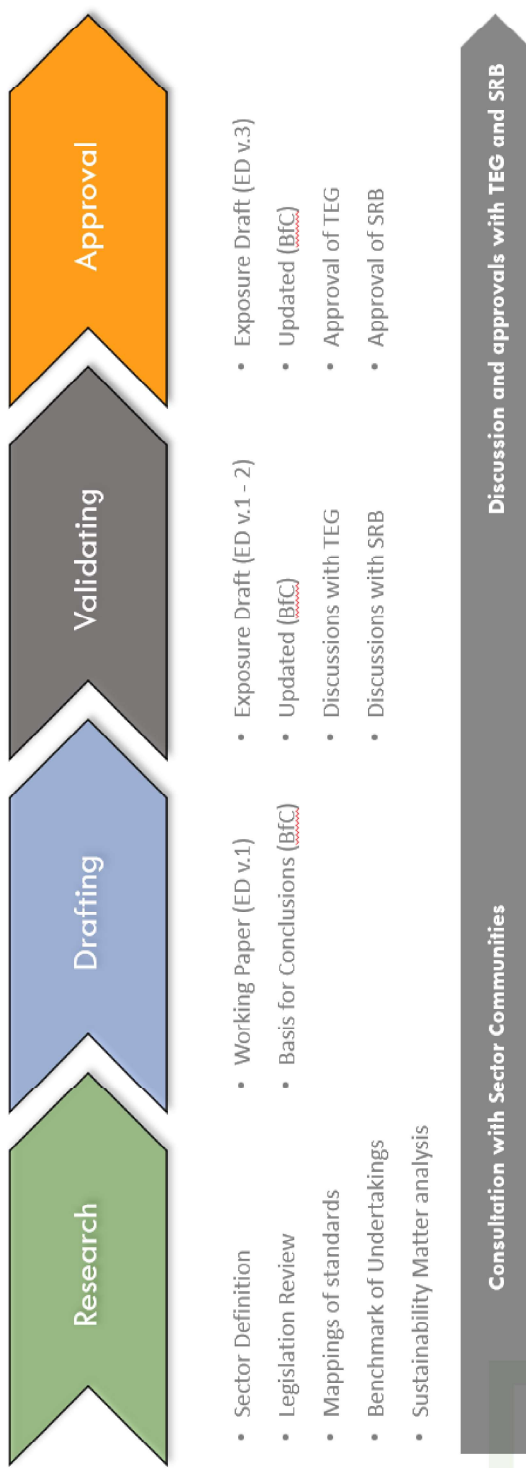 Research
Drafting
Validating
Approval
• Sector Definition
• Legislation Review
• Mappings of standards
• Benchmark of Undertakings
• Sustainability Matter analysis
• Working Paper (ED v.1)
• Basis for Conclusions (BfC)
• Exposure Draft (ED v.1 - 2)
• Updated (BfC)
• Discussions with TEG
• Discussions with SRB
• Exposure Draft (ED v.3)
• Updated (BfC)
• Approval of TEG
• Approval of SRB
Consultation with Sector Communities
Discussion and approvals with TEG and SRB